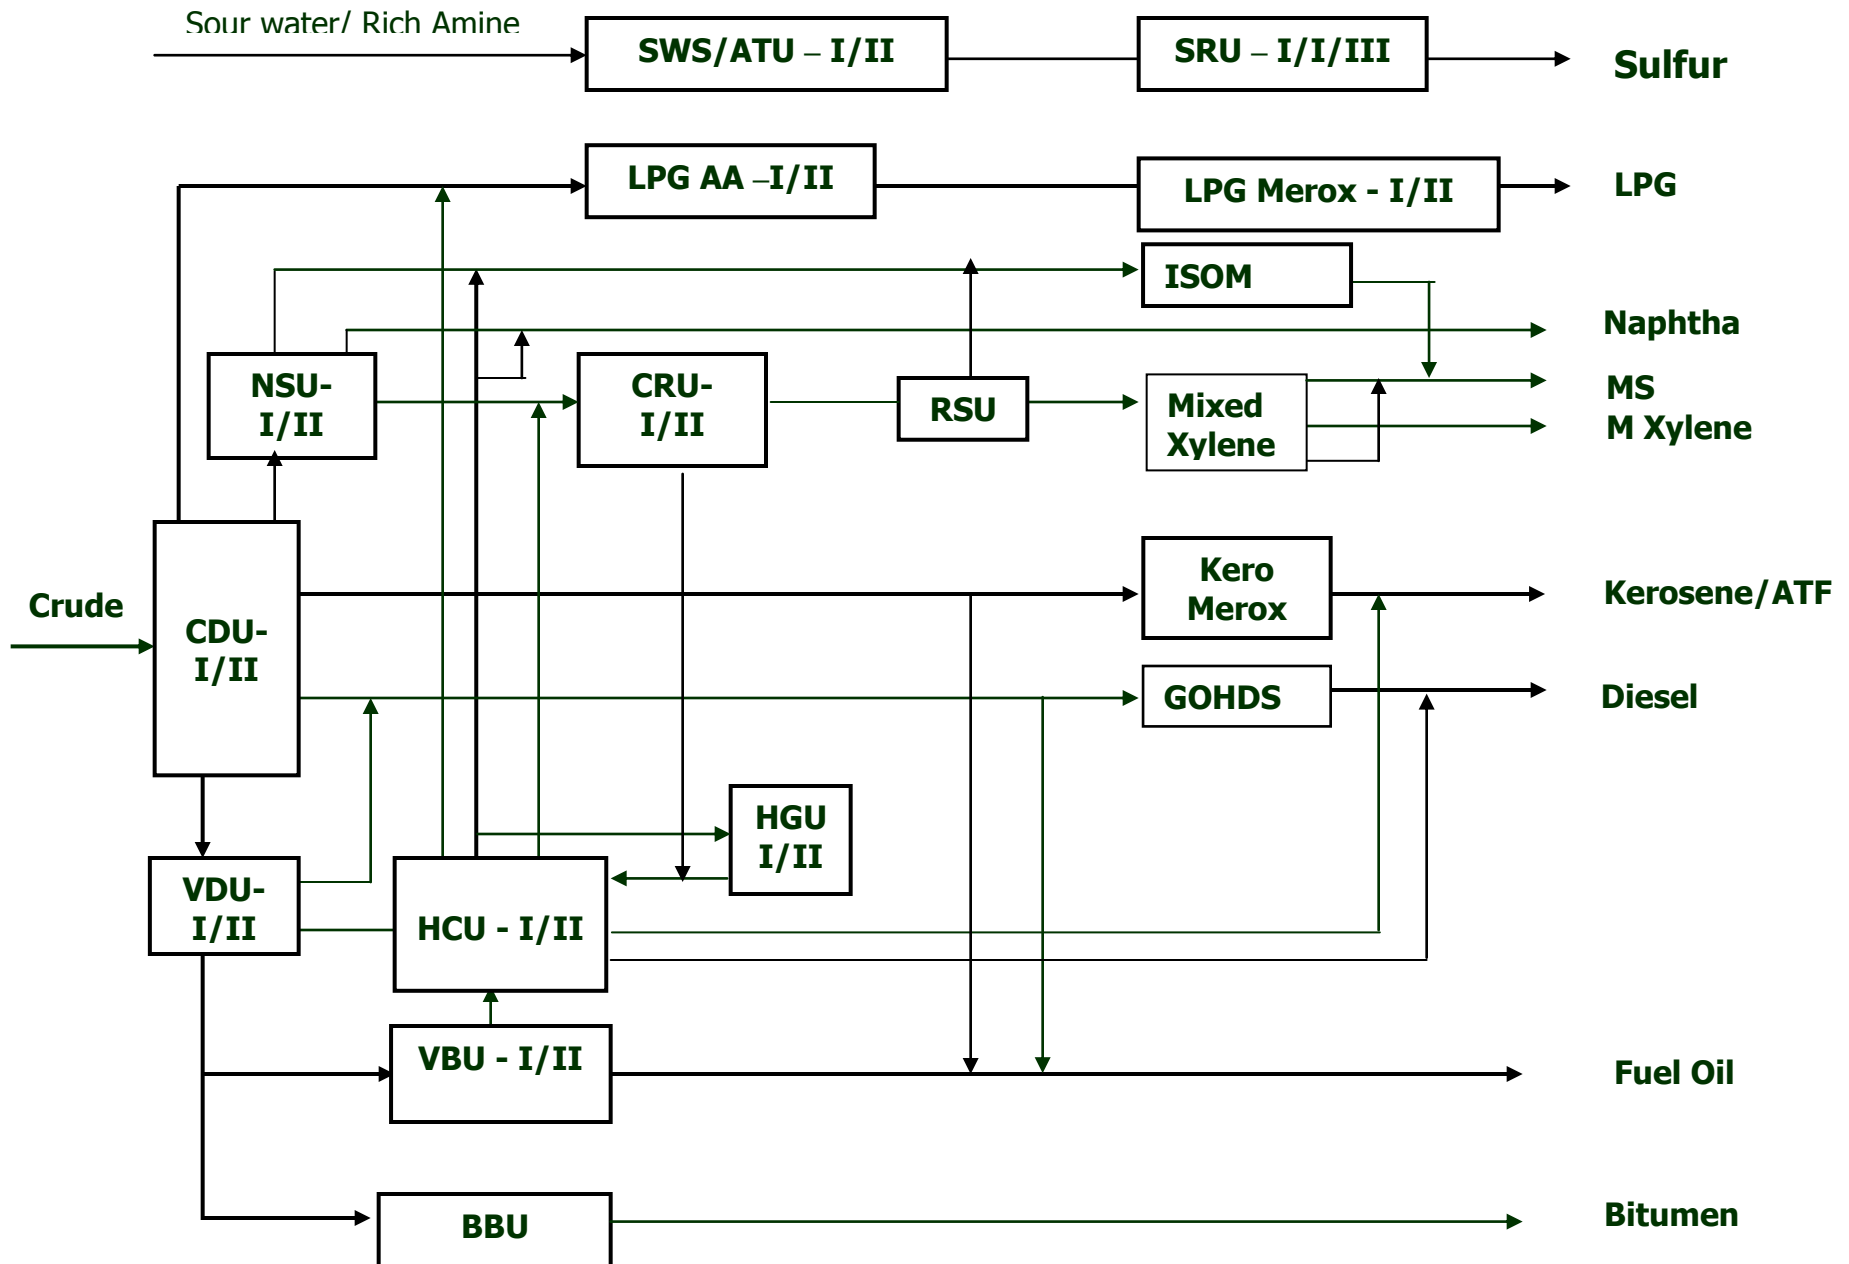 Sour water/ Rich Amine
SWS/ATU – I/II
SRU – I/I/III
Sulfur
LPG AA –I/II
LPG Merox - I/II
LPG
ISOM
Naphtha
NSU-
I/II
CRU-
I/II
RSU
Mixed
Xylene
MS
M Xylene
Crude
CDU-
I/II
Kero
Merox
Kerosene/ATF
GOHDS
Diesel
HGU
I/II
VDU-
I/II
HCU - I/II
VBU - I/II
Fuel Oil
BBU
Bitumen